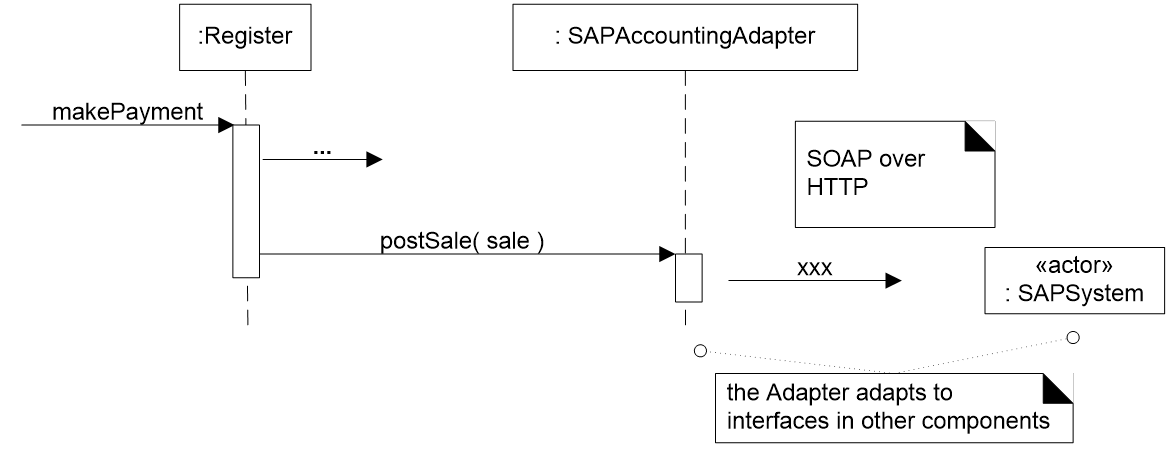 :Register
: SAPAccountingAdapter
makePayment
...
SOAP over
HTTP
postSale( sale )
xxx
«actor»
: SAPSystem
the Adapter adapts to
interfaces in other components